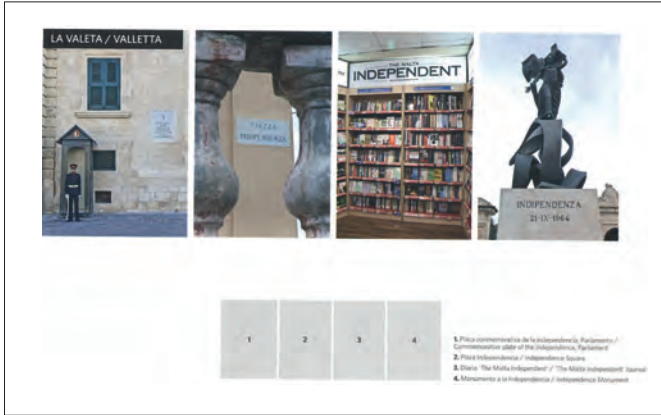 LA VALETA / VALLETTA
PIAZZA
INDIPENDENZA
THE MALTA
INDEPENDENT
INDIPENDENZA
21-IX-1964
1
2
3
4
1. Placa conmemorativa de la independencia, Parlamento /
Commemorative plate of the Independence, Parliament
2. Plaza Independencia / Independence Square
3. Diario 'The Malta Independent' / 'The Malta Independent' Journal
4. Monumento a la Independencia / Independence Monument